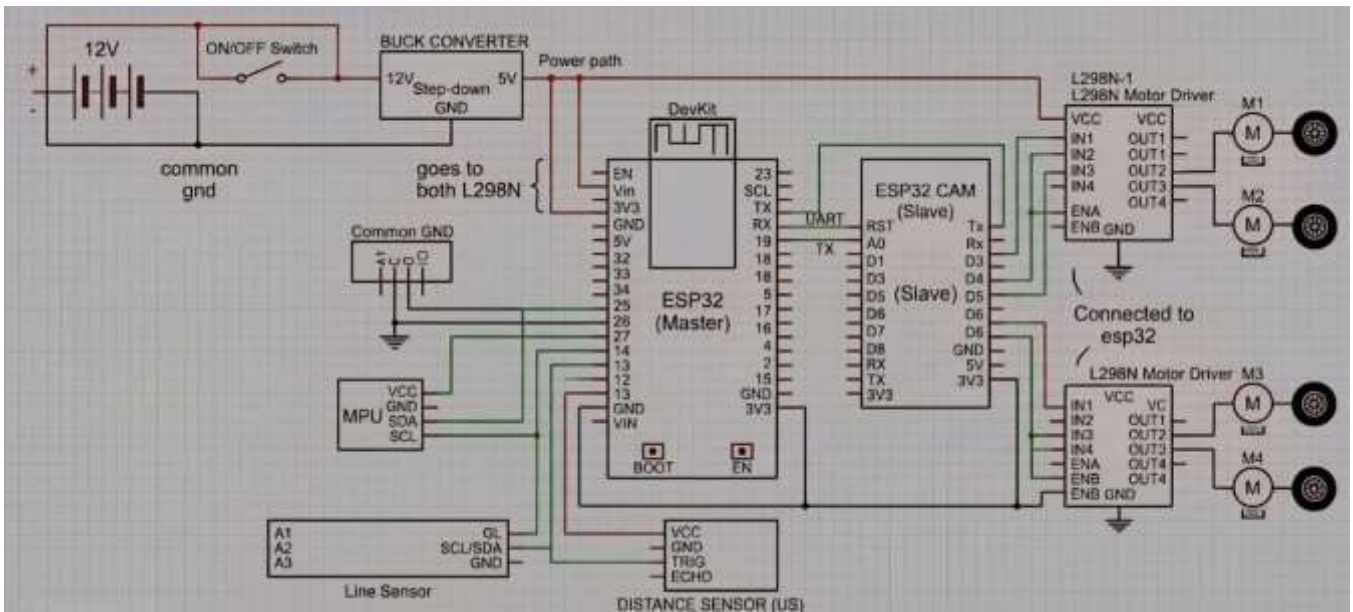 12V
+
-
ON/OFF Switch
BUCK CONVERTER
12V
5V
Step-down
GND
Power path
common
gnd
goes to
both L298N
DevKit
EN
Vin
3V3
GND
5V
32
33
34
25
26
27
14
13
12
13
GND
VIN
23
SCL
TX
RX
19
18
18
5
17
16
4
2
15
GND
3V3
ESP32
(Master)
BOOT
EN
UART
TX
ESP32 CAM
(Slave)
(Slave)
RST
A0
D1
D3
D5
D6
D7
D8
RX
TX
3V3
Tx
Rx
D3
D4
D5
D6
D6
GND
5V
3V3
L298N-1
L298N Motor Driver
VCC
IN1
IN2
IN3
IN4
ENA
ENB
GND
VCC
OUT1
OUT1
OUT2
OUT3
OUT4
M1
M
M2
M
Connected to
esp32
L298N Motor Driver
VCC
IN1
IN2
IN3
IN4
ENA
ENB
ENB
GND
VC
OUT1
OUT2
OUT3
OUT4
OUT4
M3
M
M4
M
Common GND
MPU
VCC
GND
SDA
SCL
A1
A2
A3
GL
SCL/SDA
GND
Line Sensor
VCC
GND
TRIG
ECHO
DISTANCE SENSOR (US)